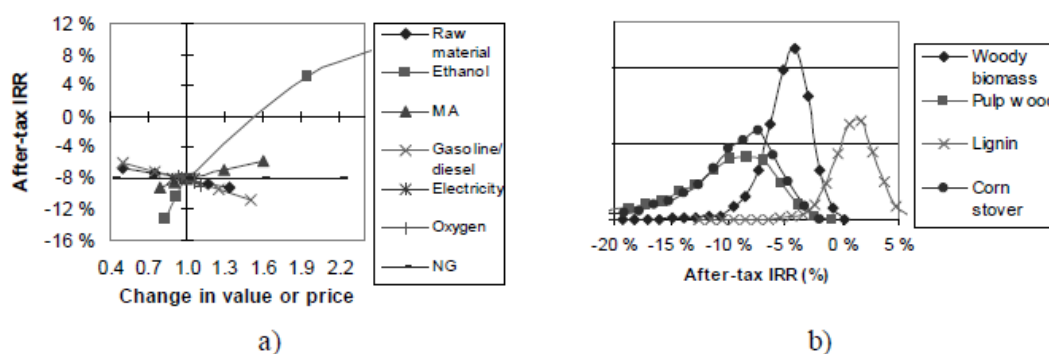 12 %
8 %
4 %
0 %
-4 %
-8 %
-12 %
-16 %
After-tax IRR
0.4 0.7 1.0 1.3 1.6 2.2
Change in value or price
Raw
material
Ethanol
MA
Gasoline/
diesel
Electricity
Oxygen
NG
a)
-20 % -15 % -10 % -5 % 0 % 5 %
After-tax IRR (%)
Woody
biomass
Pulp wood
Lignin
Corn
stover
b)